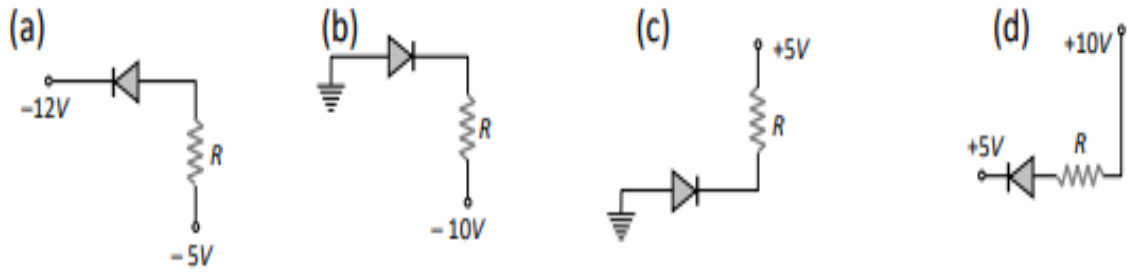 (a)
–12V
R
– 5V
(b)
R
– 10V
(c)
+5V
R
(d)
+10V
+5V
R